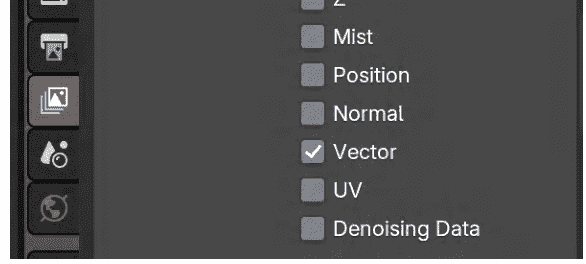 Z
Mist
Position
Normal
Vector
UV
Denoising Data